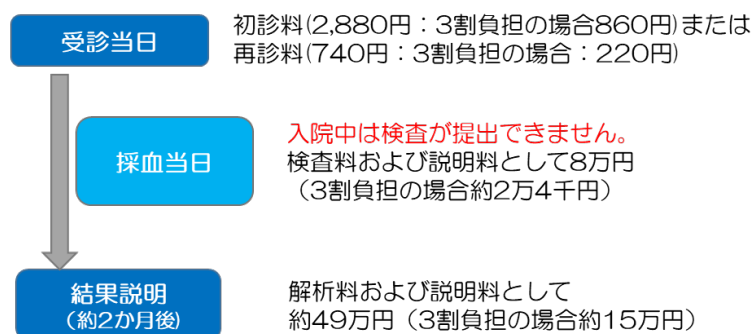 受診当日
初診料(2,880円：3割負担の場合860円)または
再診料(740円：3割負担の場合：220円)
採血当日
入院中は検査が提出できません。
検査料および説明料として8万円
（3割負担の場合約2万4千円）
結果説明
（約2か月後)
解析料および説明料として
約49万円（3割負担の場合約15万円）